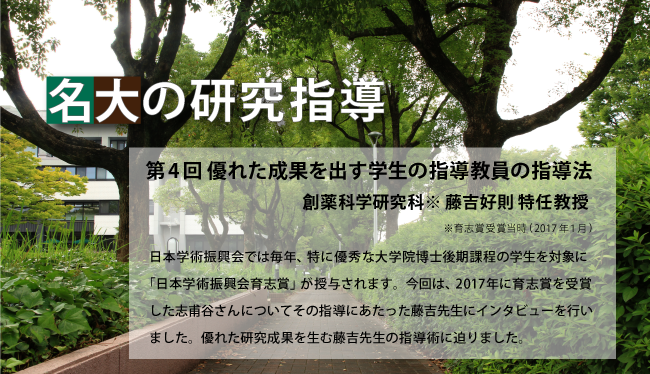 名大の研究指導
第4回 優れた成果を出す学生の指導教員の指導法
創薬科学研究科※ 藤吉好則 特任教授
※育志賞受賞当時（2017年1月）
日本学術振興会では毎年、特に優秀な大学院博士後期課程の学生を対象に
「日本学術振興会育志賞」が授与されます。今回は、2017年に育志賞を受賞
した志甫谷さんについてその指導にあたった藤吉先生にインタビューを行い
ました。優れた研究成果を生む藤吉先生の指導術に迫りました。